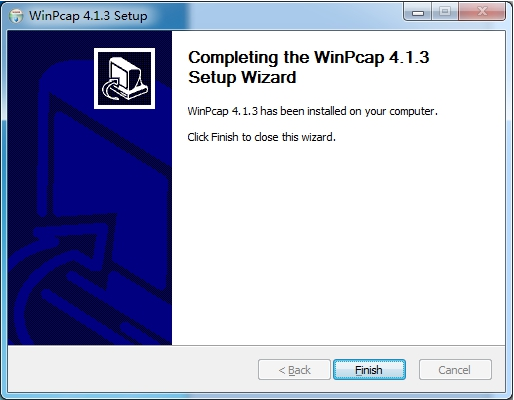 WinPcap 4.1.3 Setup
Completing the WinPcap 4.1.3
Setup Wizard
WinPcap 4.1.3 has been installed on your computer.
Click Finish to close this wizard.
< Back
Finish
Cancel